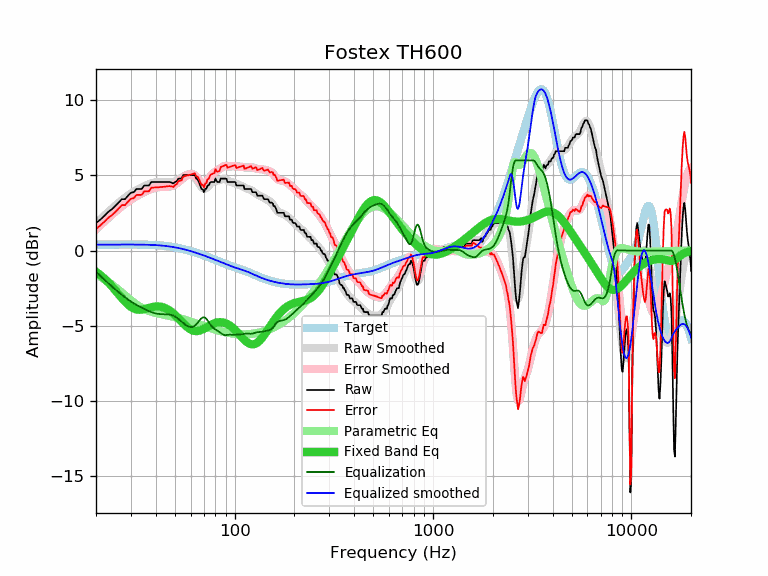 Fostex TH600
Amplitude (dBr)
10
5
0
−5
−10
−15
Target
Raw Smoothed
Error Smoothed
Raw
Error
Parametric Eq
Fixed Band Eq
Equalization
Equalized smoothed
100
1000
10000
Frequency (Hz)